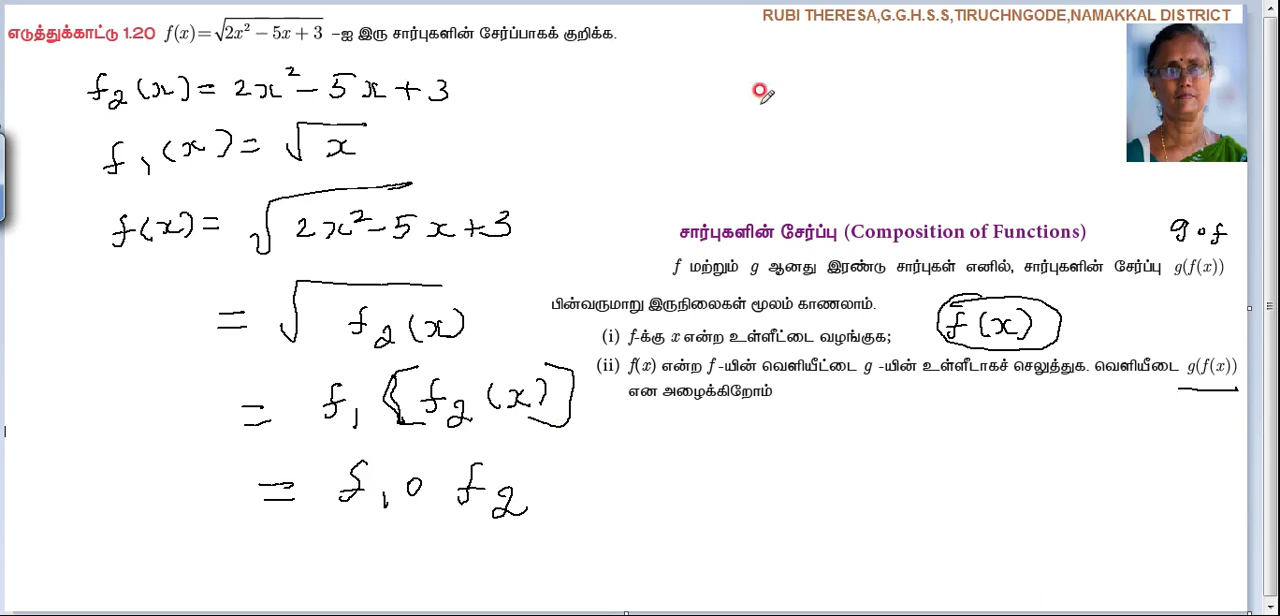 RUBI THERESA,G.G.H.S.S,TIRUCHNGODE,NAMAKKAL DISTRICT
எடுத்துக்காட்டு 1.20 f(x)=√(2x² − 5x + 3) -ஐ இரு சார்புகளின் சேர்ப்பாகக் குறிக்க.
f₂(x) = 2x² − 5x + 3
f₁(x) = √x
f(x) = √(2x² − 5x + 3)
= √(f₂(x))
= f₁[f₂(x)]
= f₁ o f₂
g o f
சார்புகளின் சேர்ப்பு (Composition of Functions)
f மற்றும் g ஆனது இரண்டு சார்புகள் எனில், சார்புகளின் சேர்ப்பு g(f(x))
பின்வருமாறு இருநிலைகள் மூலம் காணலாம்.
f(x)
(i) f-க்கு x என்ற உள்ளீட்டை வழங்குக;
(ii) f(x) என்ற f -யின் வெளியீட்டை g -யின் உள்ளீடாகச் செலுத்துக. வெளியீடை g(f(x))
என அழைக்கிறோம்